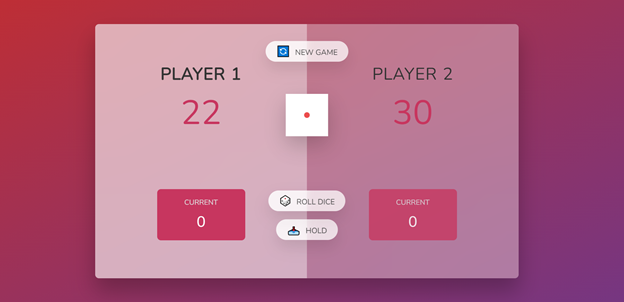 NEW GAME
PLAYER 1
PLAYER 2
22
30
CURRENT
0
ROLL DICE
HOLD
CURRENT
0